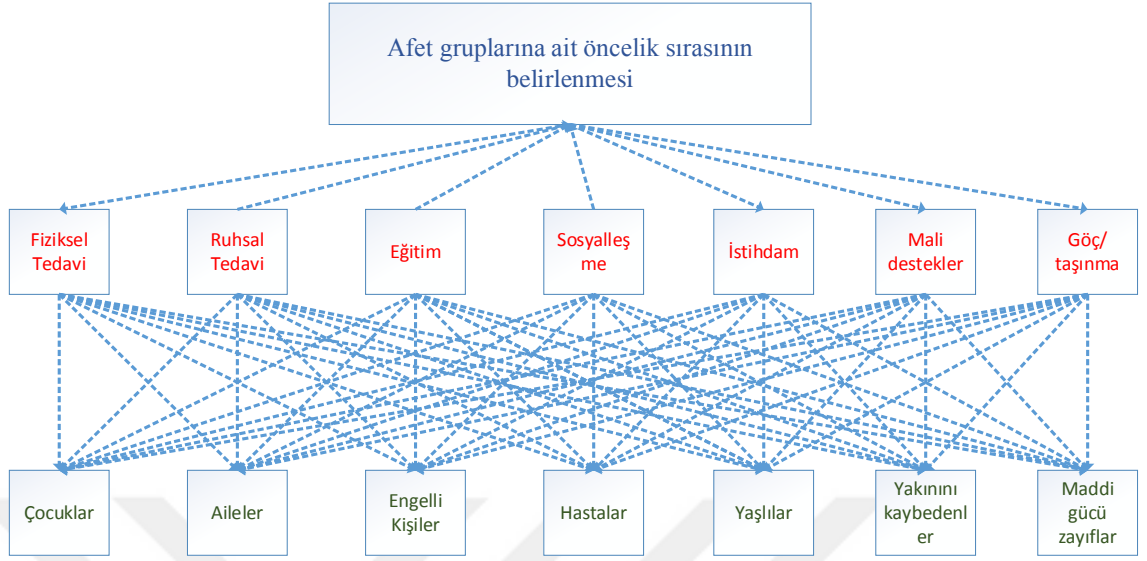 Afet gruplarına ait öncelik sırasının
belirlenmesi
Fiziksel
Tedavi
Ruhsal
Tedavi
Eğitim
Sosyalleş
me
İstihdam
Mali
destekler
Göç/
taşınma
Çocuklar
Aileler
Engelli
Kişiler
Hastalar
Yaşlılar
Yakınını
kaybedenl
er
Maddi
gücü
zayıflar